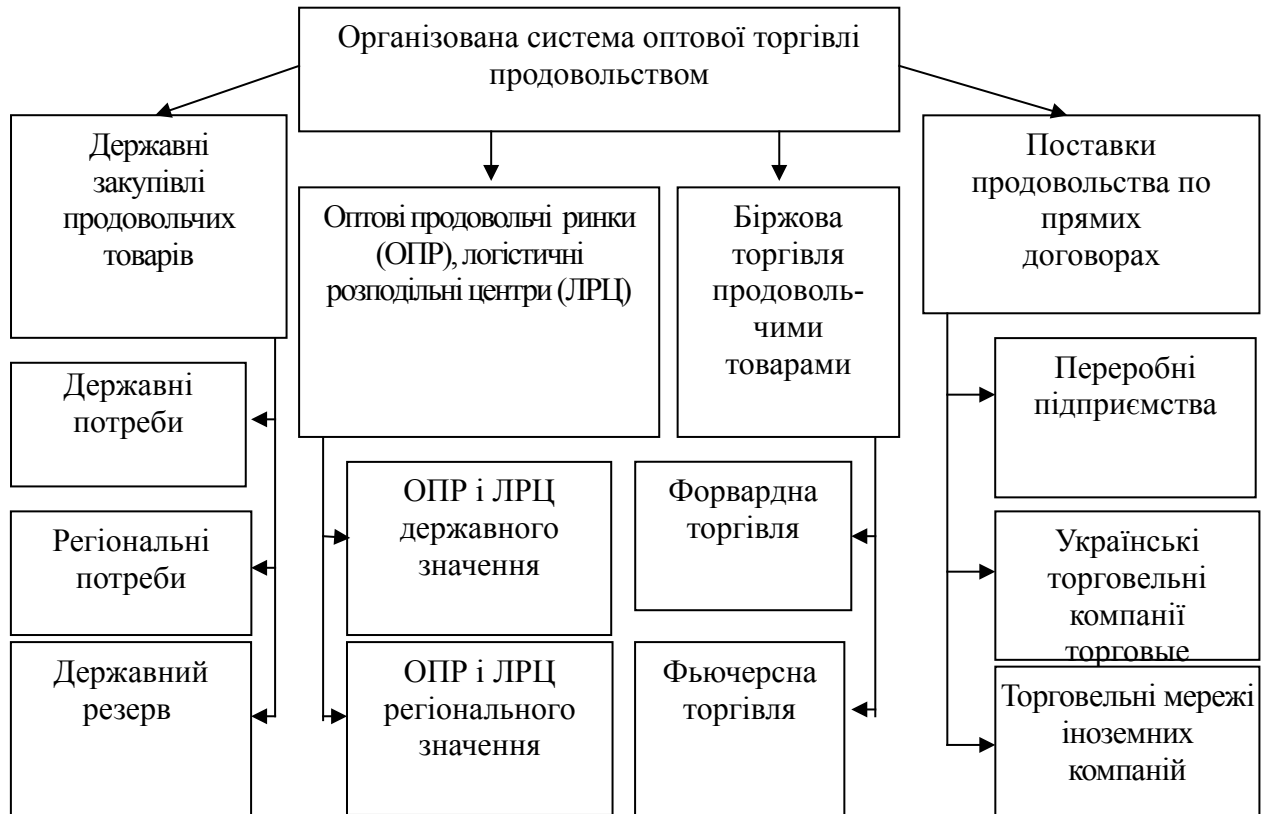 Організована система оптової торгівлі
продовольством
Державні
закупівлі
продовольчих
товарів
Оптові продовольчі ринки
(ОПР), логістичні
розподільні центри (ЛРЦ)
Біржова
торгівля
продоволь-
чими
товарами
Поставки
продовольства по
прямих
договорах
Державні
потреби
Регіональні
потреби
Державний
резерв
ОПР і ЛРЦ
державного
значення
ОПР і ЛРЦ
регіонального
значення
Форвардна
торгівля
Фьючерсна
торгівля
Переробні
підприємства
Українські
торговельні
компанії
торговые
Торговельні мережі
іноземних
компаній